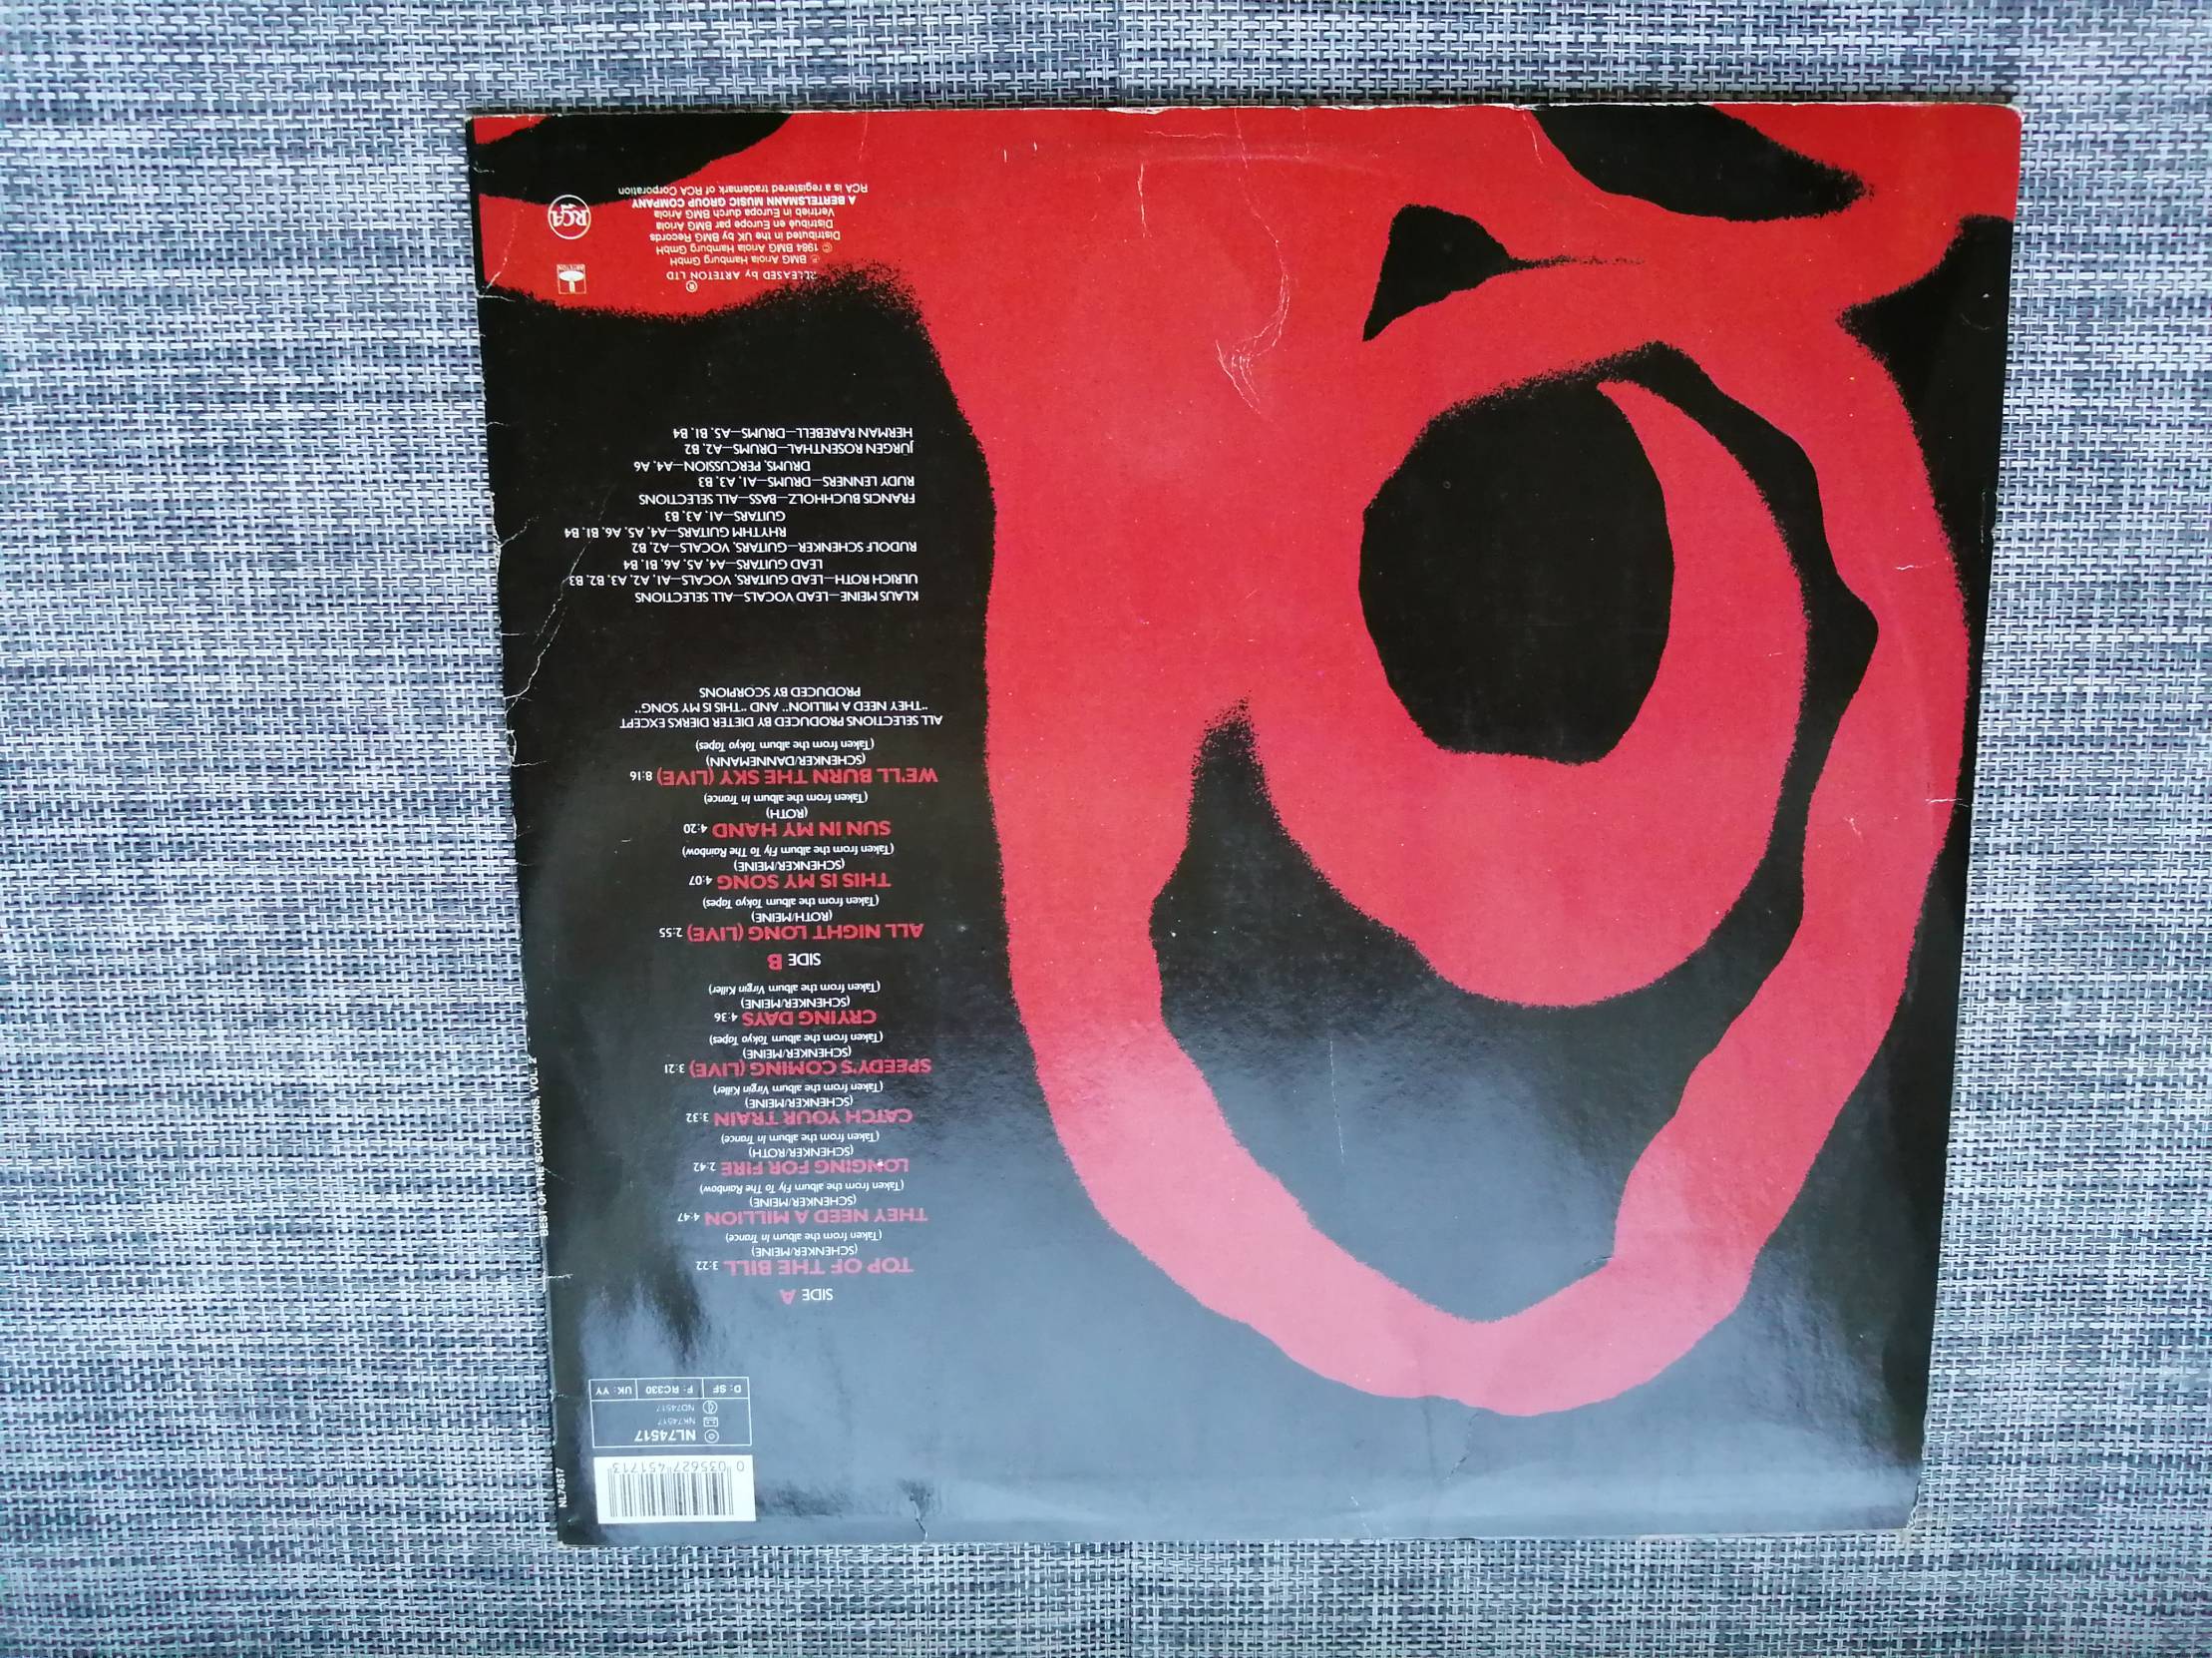 0 035627 451713
NL74517
NK74517
ND74517
D: SF F: RC330 UK: YY
SIDE A
TOP OF THE BILL 3:22
(SCHENKER/MEINE)
(Taken from the album In Trance)
THEY NEED A MILLION 4:47
(SCHENKER/MEINE)
(Taken from the album Fly To The Rainbow)
LONGING FOR FIRE 2:42
(SCHENKER/ROTH)
(Taken from the album In Trance)
CATCH YOUR TRAIN 3:32
(SCHENKER/MEINE)
(Taken from the album Virgin Killer)
SPEEDY'S COMING (LIVE) 3:21
(SCHENKER/MEINE)
(Taken from the album Tokyo Tapes)
CRYING DAYS 4:36
(SCHENKER/MEINE)
(Taken from the album Virgin Killer)
SIDE B
ALL NIGHT LONG (LIVE) 2:55
(ROTH/MEINE)
(Taken from the album Tokyo Tapes)
THIS IS MY SONG 4:07
(SCHENKER/MEINE)
(Taken from the album Fly To The Rainbow)
SUN IN MY HAND 4:20
(ROTH)
(Taken from the album In Trance)
WE'LL BURN THE SKY (LIVE) 8:16
(SCHENKER/DANNEMANN)
(Taken from the album Tokyo Tapes)
ALL SELECTIONS PRODUCED BY DIETER DIERKS EXCEPT
"THEY NEED A MILLION" AND "THIS IS MY SONG"
PRODUCED BY SCORPIONS
KLAUS MEINE—LEAD VOCALS—ALL SELECTIONS
ULRICH ROTH—LEAD GUITARS, VOCALS—A1, A2, A3, B2, B3
LEAD GUITARS—A4, A5, A6, B1, B4
RUDOLF SCHENKER—GUITARS, VOCALS—A2, B2
RHYTHM GUITARS—A4, A5, A6, B1, B4
GUITARS—A1, A3, B3
FRANCIS BUCHHOLZ—BASS—ALL SELECTIONS
RUDY LENNERS—DRUMS—A1, A3, B3
DRUMS, PERCUSSION—A4, A6
JÜRGEN ROSENTHAL—DRUMS—A2, B2
HERMAN RAREBELL—DRUMS—A5, B1, B4
®
RELEASED by ARTETON LTD
℗ BMG Ariola Hamburg GmbH
© 1984 BMG Ariola Hamburg GmbH
Distributed in the UK by BMG Records
Distribué en Europe par BMG Ariola
Vertrieb in Europa durch BMG Ariola
A BERTELSMANN MUSIC GROUP COMPANY
RCA is a registered trademark of RCA Corporation
RCA
NL74517
BEST OF THE SCORPIONS, VOL. 2